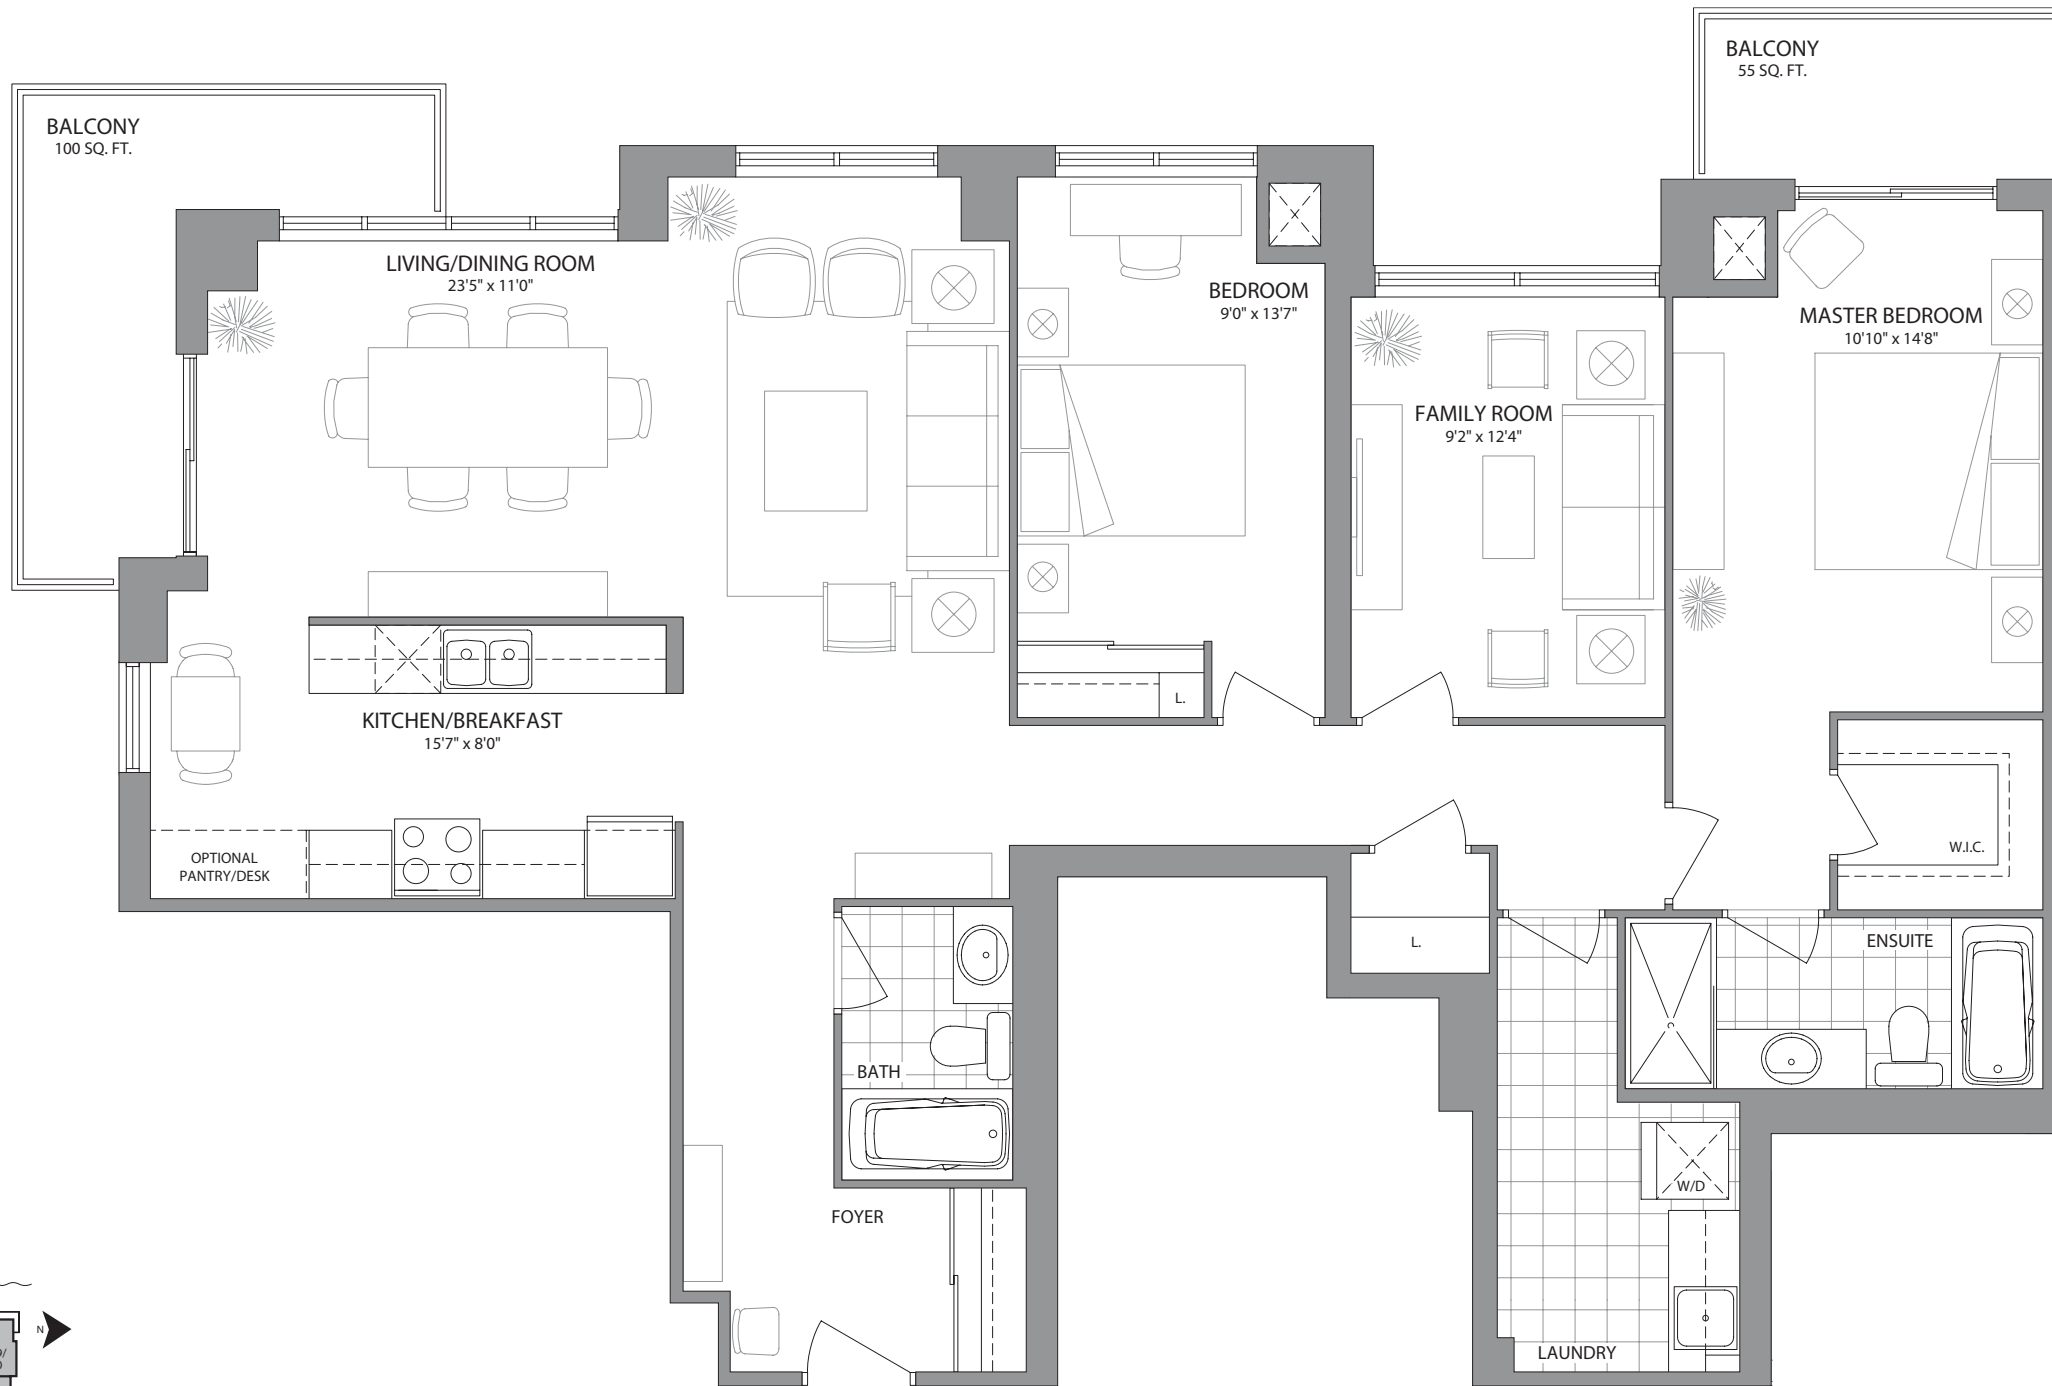 BALCONY
55 SQ. FT.
BALCONY
100 SQ. FT.
LIVING/DINING ROOM
23'5" x 11'0"
BEDROOM
9'0" x 13'7"
MASTER BEDROOM
10'10" x 14'8"
FAMILY ROOM
9'2" x 12'4"
L.
KITCHEN/BREAKFAST
15'7" x 8'0"
W.I.C.
OPTIONAL
PANTRY/DESK
L.
ENSUITE
BATH
W/D
FOYER
N
LAUNDRY